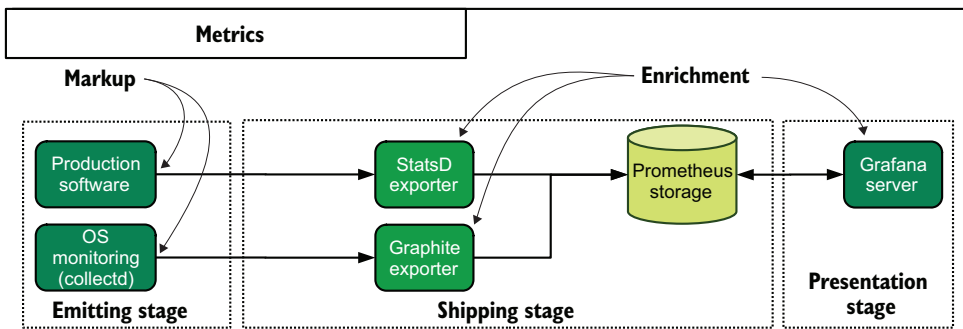 Metrics
Markup
Enrichment
Production
software
StatsD
exporter
Prometheus
storage
Grafana
server
OS
monitoring
(collectd)
Graphite
exporter
Emitting stage
Shipping stage
Presentation
stage